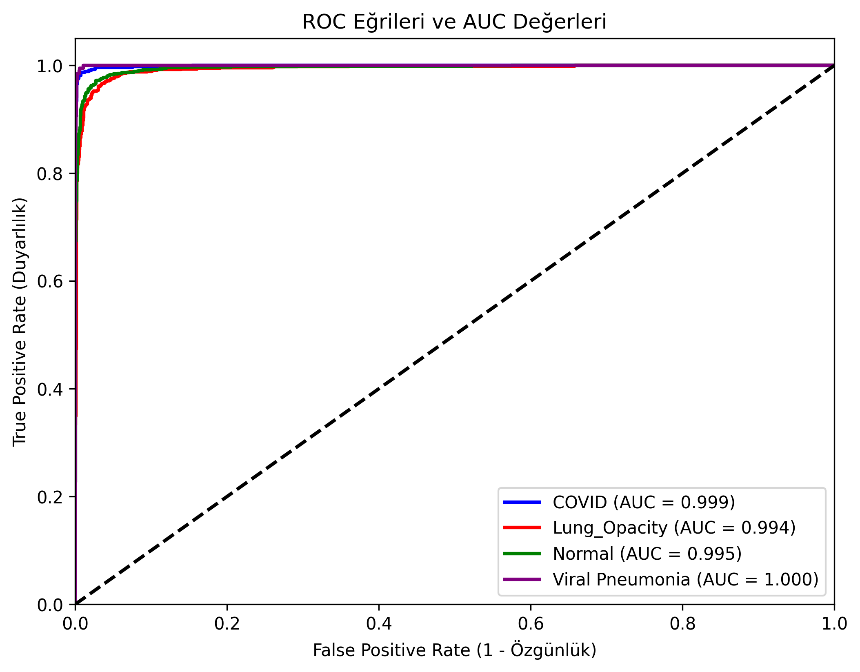 ROC Eğrileri ve AUC Değerleri
True Positive Rate (Duyarlılık)
1.0
0.8
0.6
0.4
0.2
0.0
COVID (AUC = 0.999)
Lung_Opacity (AUC = 0.994)
Normal (AUC = 0.995)
Viral Pneumonia (AUC = 1.000)
0.0 0.2 0.4 0.6 0.8 1.0
False Positive Rate (1 - Özgünlük)